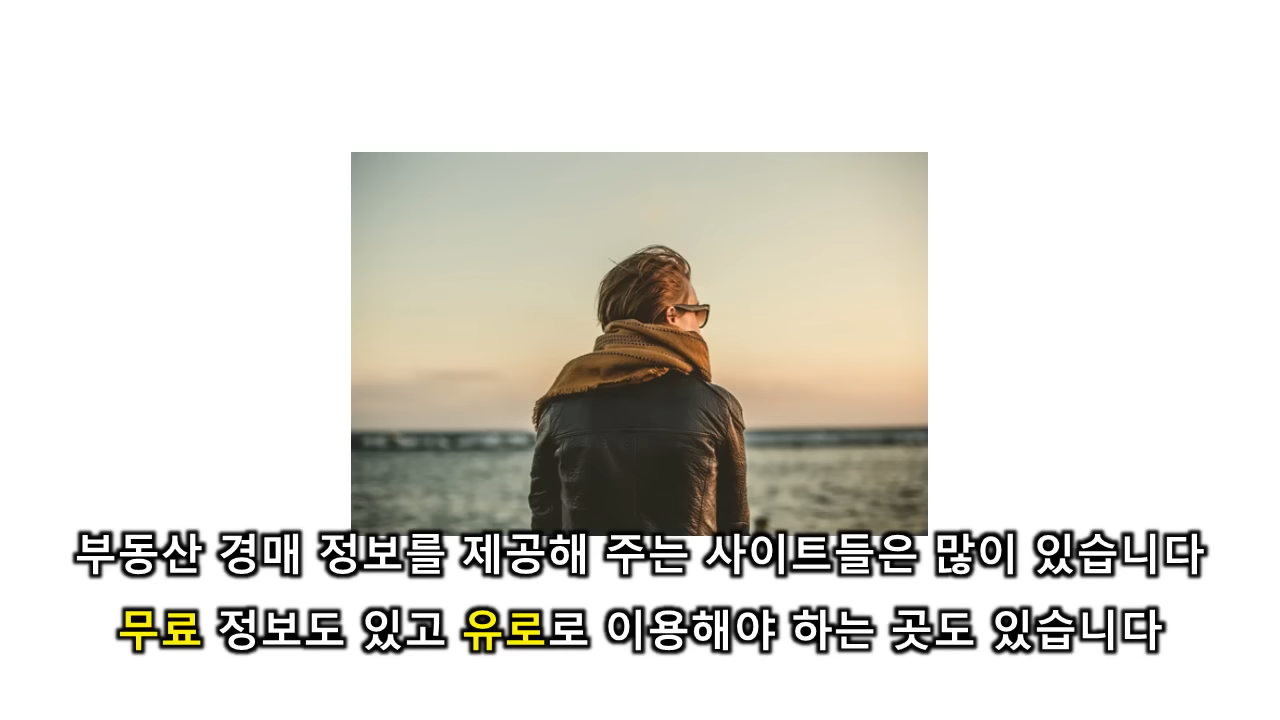 부동산 경매 정보를 제공해 주는 사이트들은 많이 있습니다
무료 정보도 있고 유로로 이용해야 하는 곳도 있습니다